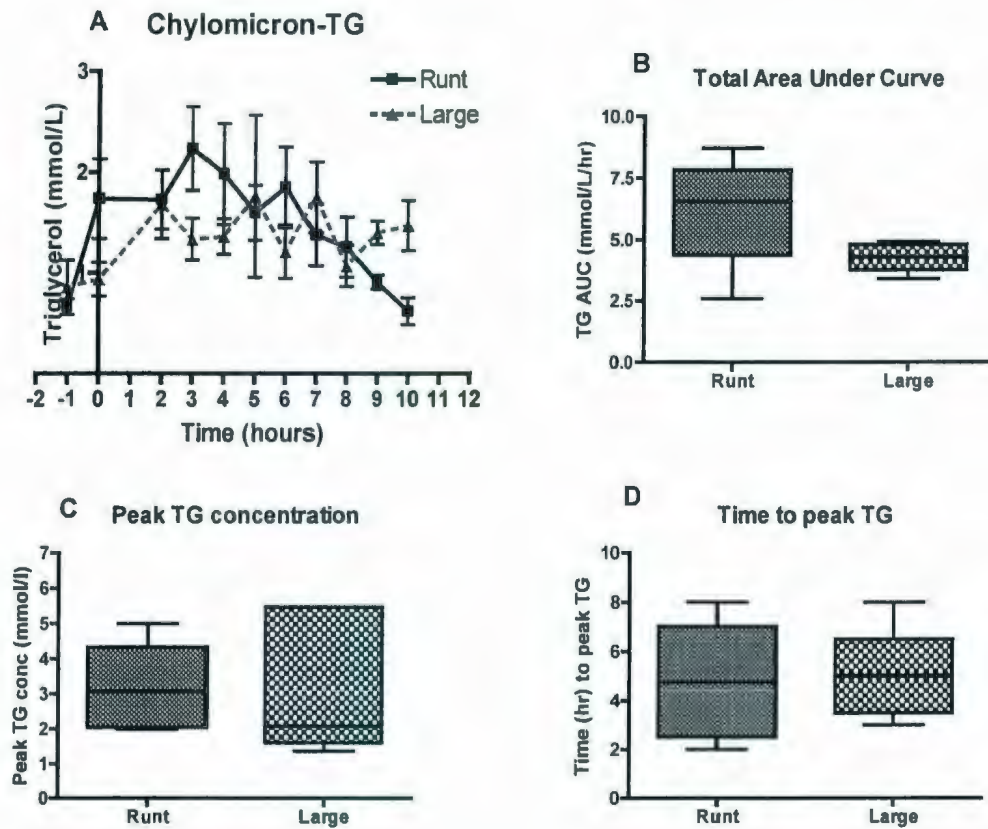 A Chylomicron-TG
Triglycerol (mmol/L)
3
2
Runt
Large
-2 -1 0 1 2 3 4 5 6 7 8 9 10 11 12
Time (hours)
B Total Area Under Curve
TG AUC (mmol/L/hr)
10.0
7.5
5.0
2.5
0.0
Runt Large
C Peak TG concentration
Peak TG conc (mmol/l)
7
6
5
4
3
2
1
0
Runt Large
D Time to peak TG
Time (hr) to peak TG
10
8
6
4
2
0
Runt Large